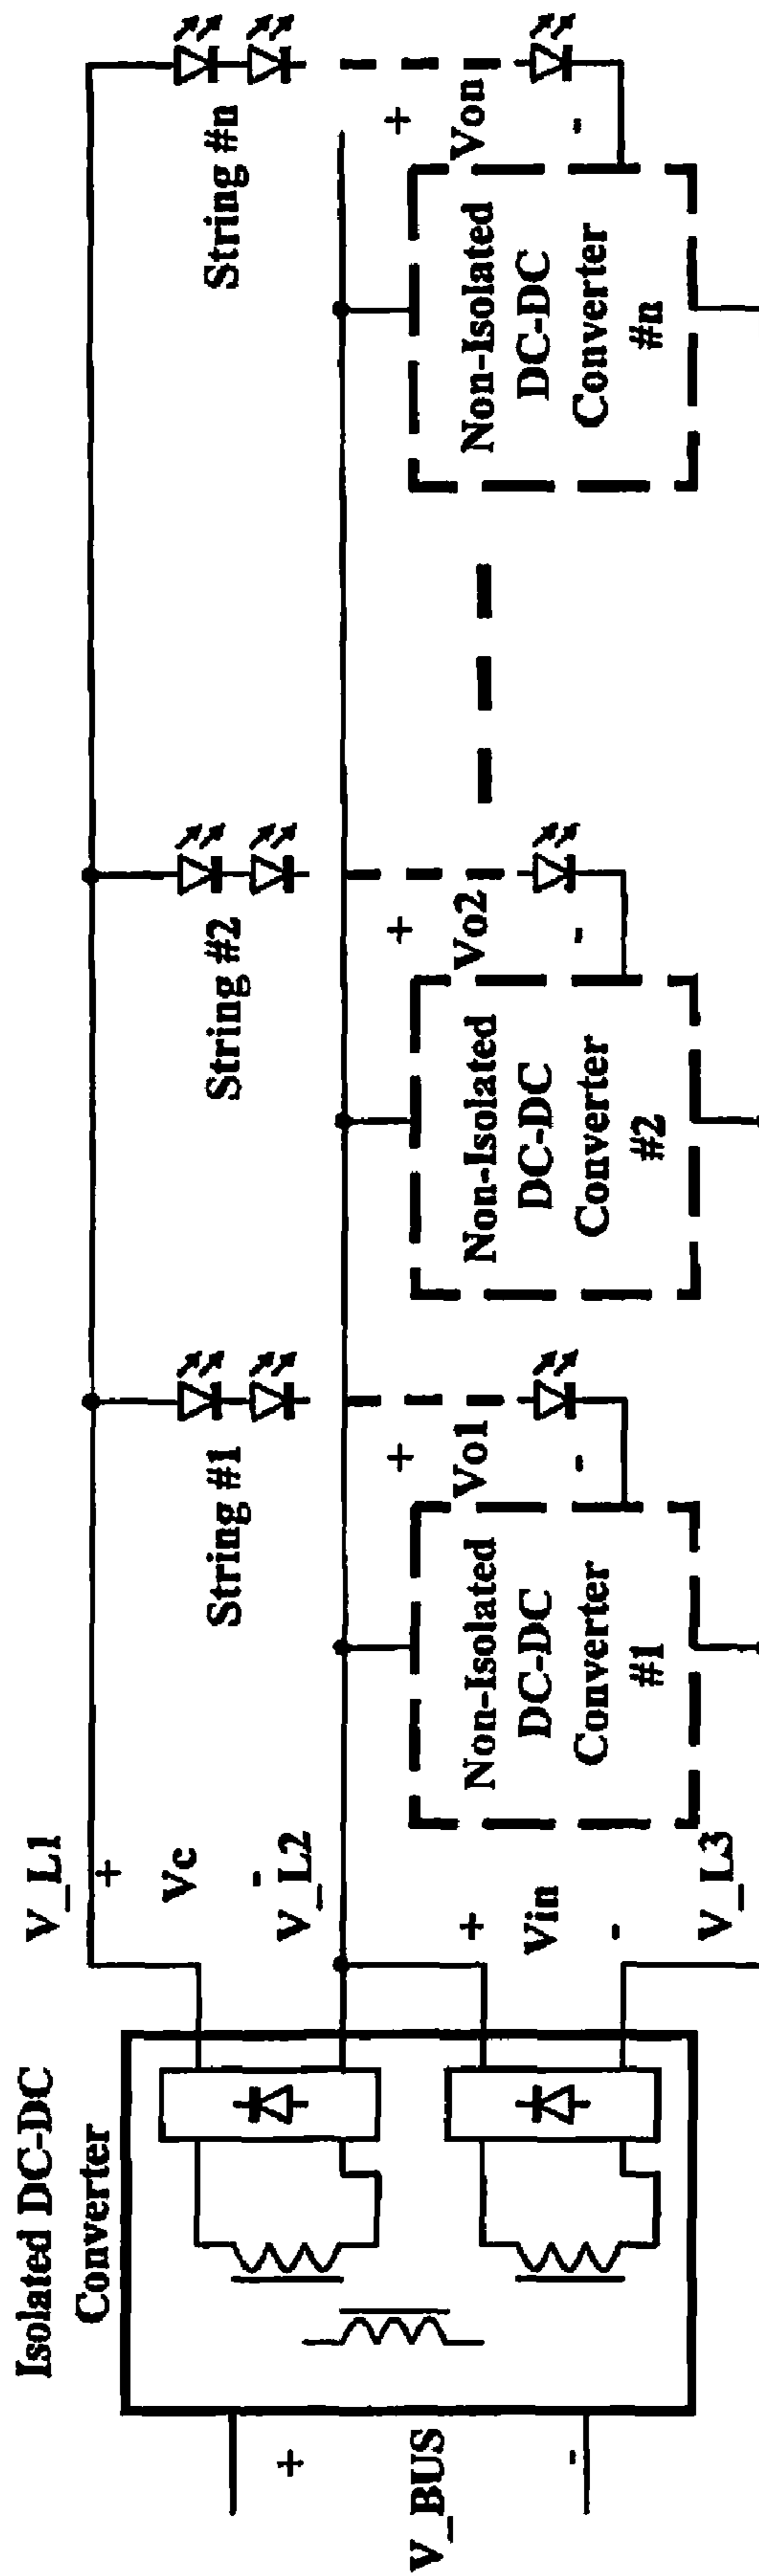 Isolated DC-DC
Converter
V_BUS
+
-
V_L1
+
Vc
-
V_L2
+
Vin
-
V_L3
String #1
+
Vo1
-
Non-Isolated
DC-DC
Converter
#1
String #2
+
Vo2
-
Non-Isolated
DC-DC
Converter
#2
String #n
+
Von
-
Non-Isolated
DC-DC
Converter
#n